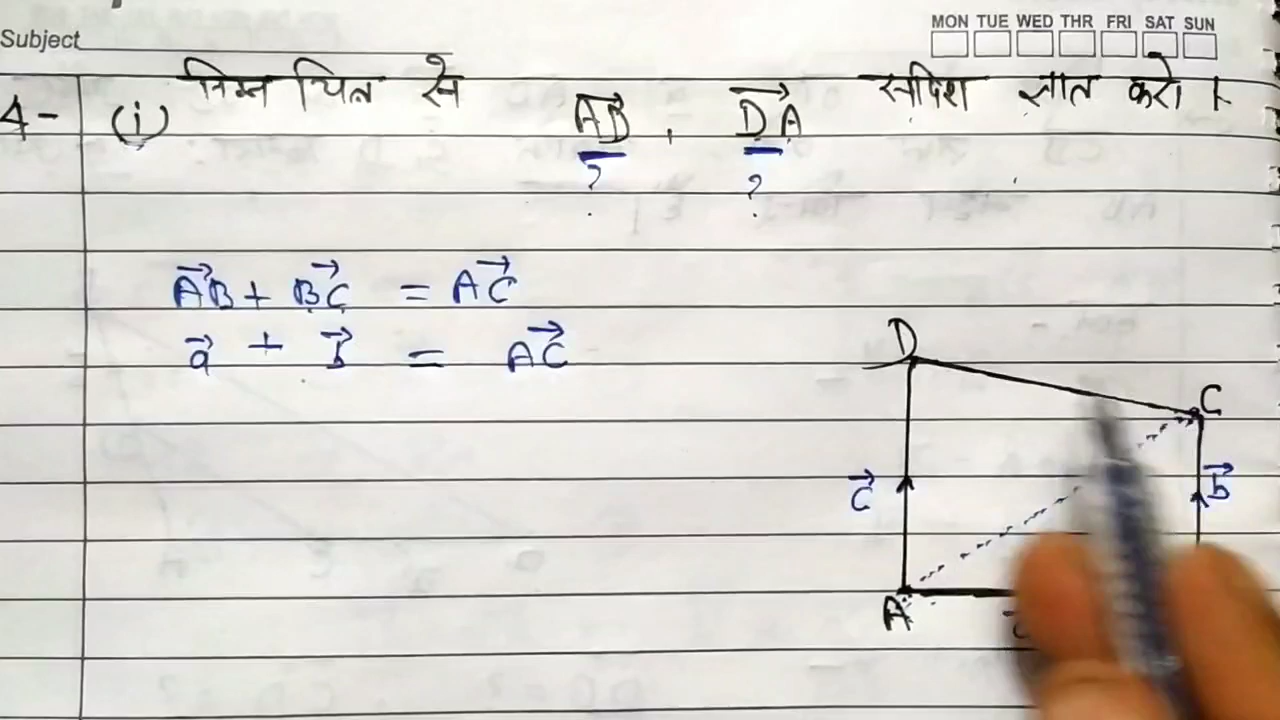 MON TUE WED THR FRI SAT SUN
Subject
4- (i) निम्न चित्र से AB→ , DA→ सदिश ज्ञात करो ।
? ?
AB→ + BC→ = AC→
a→ + b→ = AC→
D
C
c→
b→
A